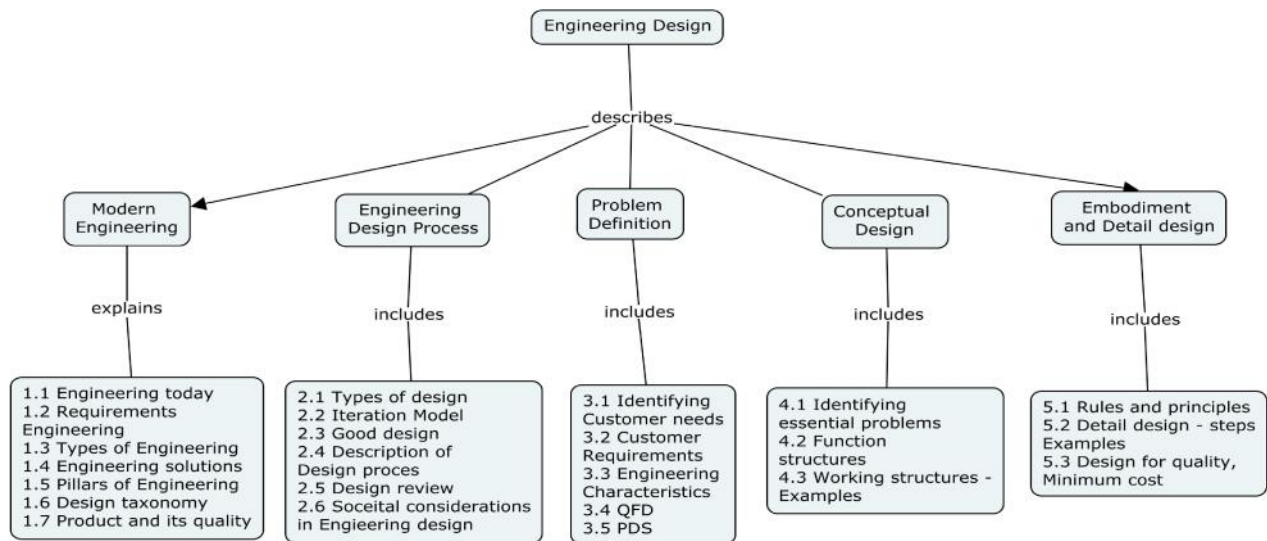 Engineering Design
describes
Modern
Engineering
Engineering
Design Process
Problem
Definition
Conceptual
Design
Embodiment
and Detail design
explains
includes
includes
includes
includes
1.1 Engineering today
1.2 Requirements
Engineering
1.3 Types of Engineering
1.4 Engineering solutions
1.5 Pillars of Engineering
1.6 Design taxonomy
1.7 Product and its quality
2.1 Types of design
2.2 Iteration Model
2.3 Good design
2.4 Description of
Design proces
2.5 Design review
2.6 Soceital considerations
in Engieering design
3.1 Identifying
Customer needs
3.2 Customer
Requirements
3.3 Engineering
Characteristics
3.4 QFD
3.5 PDS
4.1 Identifying
essential problems
4.2 Function
structures
4.3 Working structures -
Examples
5.1 Rules and principles
5.2 Detail design - steps
Examples
5.3 Design for quality,
Minimum cost